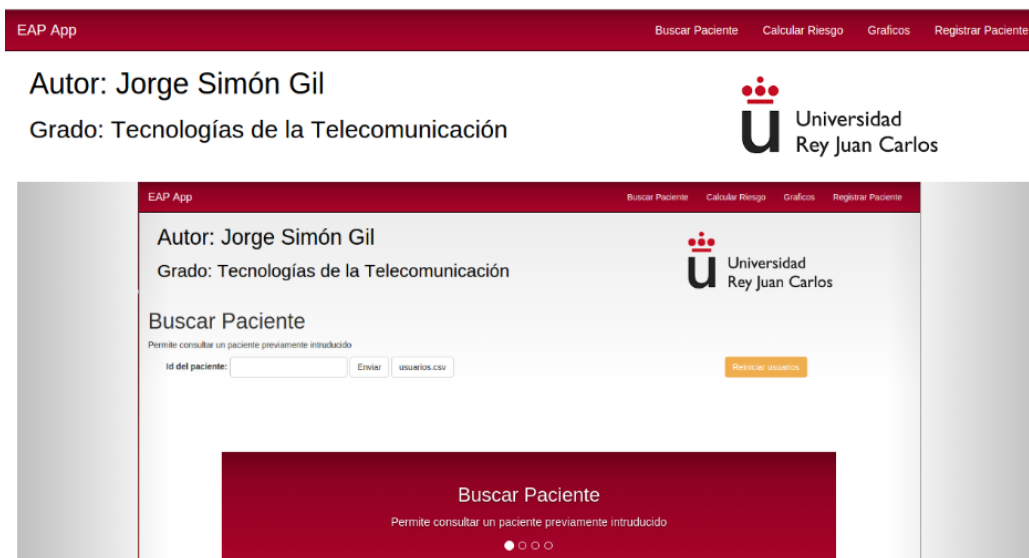 EAP App Buscar Paciente Calcular Riesgo Graficos Registrar Paciente
Autor: Jorge Simón Gil
Grado: Tecnologías de la Telecomunicación
Universidad
Rey Juan Carlos
EAP App Buscar Paciente Calcular Riesgo Graficos Registrar Paciente
Autor: Jorge Simón Gil
Grado: Tecnologías de la Telecomunicación
Universidad
Rey Juan Carlos
Buscar Paciente
Permite consultar un paciente previamente intruducido
Id del paciente: Enviar usuarios.csv Reiniciar usuarios
Buscar Paciente
Permite consultar un paciente previamente intruducido